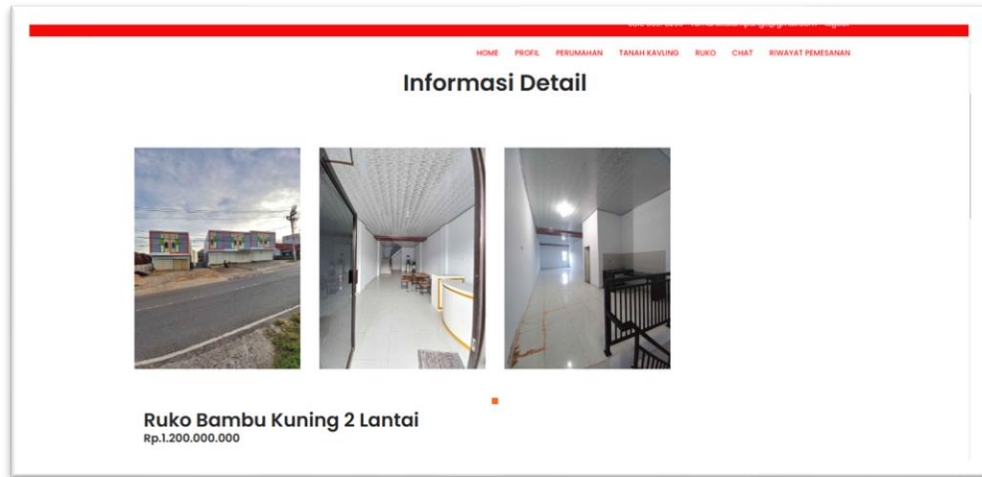 HOME PROFIL PERUMAHAN TANAH KAVLING RUKO CHAT RIWAYAT PEMESANAN
Informasi Detail
Ruko Bambu Kuning 2 Lantai
Rp.1.200.000.000